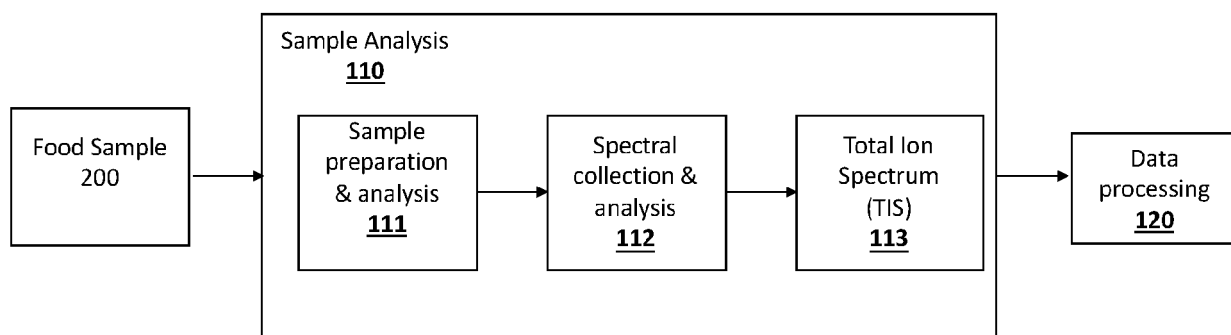 Sample Analysis
110
Food Sample
200
Sample
preparation
& analysis
111
Spectral
collection &
analysis
112
Total Ion
Spectrum
(TIS)
113
Data
processing
120